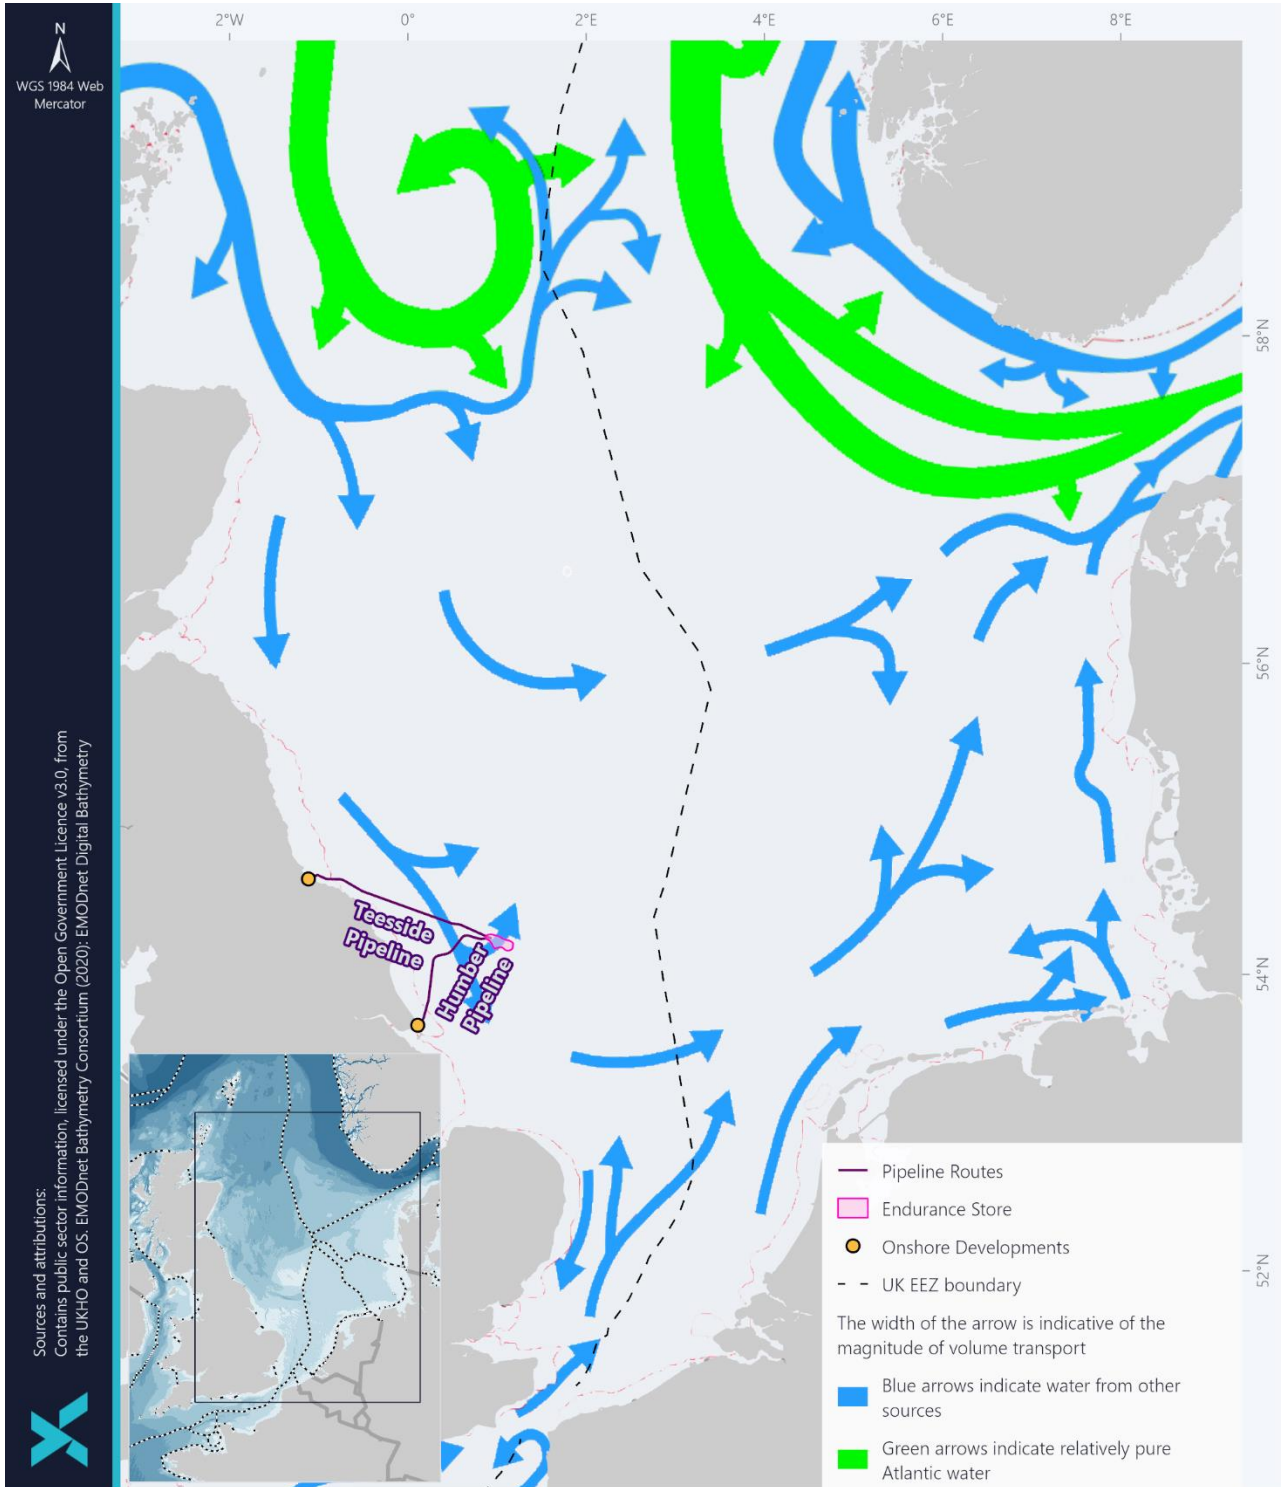 N
WGS 1984 Web
Mercator
2°W
0°
2°E
4°E
6°E
8°E
58°N
56°N
54°N
52°N
Teesside
Pipeline
Humber
Pipeline
Sources and attributions:
Contains public sector information, licensed under the Open Government Licence v3.0, from
the UKHO and OS. EMODnet Bathymetry Consortium (2020): EMODnet Digital Bathymetry
Pipeline Routes
Endurance Store
Onshore Developments
UK EEZ boundary
The width of the arrow is indicative of the
magnitude of volume transport
Blue arrows indicate water from other
sources
Green arrows indicate relatively pure
Atlantic water